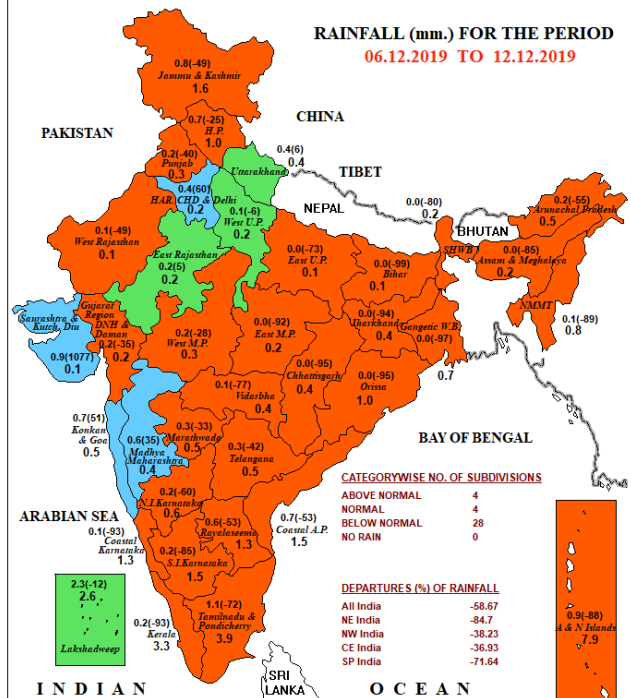 RAINFALL (mm.) FOR THE PERIOD
06.12.2019 TO 12.12.2019
0.8(-49)
Jammu & Kashmir
1.6
CHINA
0.7(-25)
H.P.
1.0
PAKISTAN
0.2(-40)
Punjab
0.3
0.4(6)
0.4
Uttarakhand
TIBET
0.4(60)
HAR. CHD & Delhi
0.2
NEPAL
0.1(-6)
West U.P.
0.2
0.0(-80)
0.2
BHUTAN
0.2(-55)
Arunachal Pradesh
0.5
0.1(-49)
West Rajasthan
0.1
East Rajasthan
0.2(5)
0.2
0.0(-73)
East U.P.
0.1
0.0(-99)
Bihar
0.1
SHWB
0.0(-85)
Assam & Meghalaya
0.2
NMMT
0.1(-89)
0.8
Saurashtra &
Kutch, Diu
0.9(1077)
0.1
Gujarat
Region
DNH &
Daman
0.2(-35)
0.2
0.2(-28)
West M.P.
0.3
0.0(-92)
East M.P.
0.2
0.0(-94)
Jharkhand
0.4
Gangetic W.B.
0.0(-97)
0.7
0.0(-95)
Chhattisgarh
0.4
0.0(-95)
Orissa
1.0
0.1(-77)
Vidarbha
0.4
0.7(51)
Konkan
& Goa
0.5
0.6(35)
Madhya
Maharashtra
0.4
0.3(-33)
Marathwada
0.5
0.3(-42)
Telangana
0.5
BAY OF BENGAL
CATEGORYWISE NO. OF SUBDIVISIONS
ABOVE NORMAL 4
NORMAL 4
BELOW NORMAL 28
NO RAIN 0
0.2(-60)
N.I.Karnataka
0.6
ARABIAN SEA
0.1(-93)
Coastal
Karnataka
1.3
0.6(-53)
Rayalaseema
1.3
0.7(-53)
Coastal A.P.
1.5
0.2(-85)
S.I.Karnataka
1.5
2.3(-12)
2.6
Lakshadweep
1.1(-72)
Tamilnadu &
Pondicherry
3.9
0.2(-93)
Kerala
3.3
DEPARTURES (%) OF RAINFALL
All India -58.67
NE India -84.7
NW India -38.23
CE India -36.93
SP India -71.64
0.9(-88)
A & N Islands
7.9
SRI
LANKA
INDIAN OCEAN